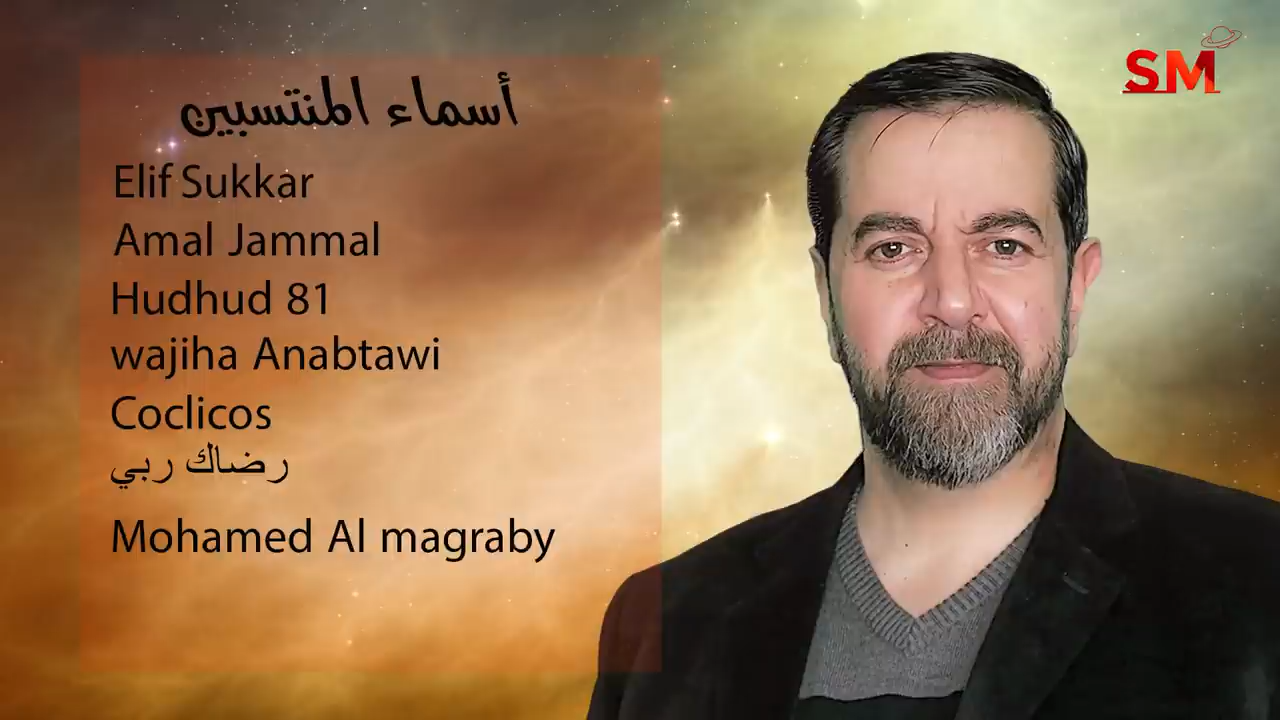 SM
أسماء المنتسبين
Elif Sukkar
Amal Jammal
Hudhud 81
wajiha Anabtawi
Coclicos
رضاك ربي
Mohamed Al magraby